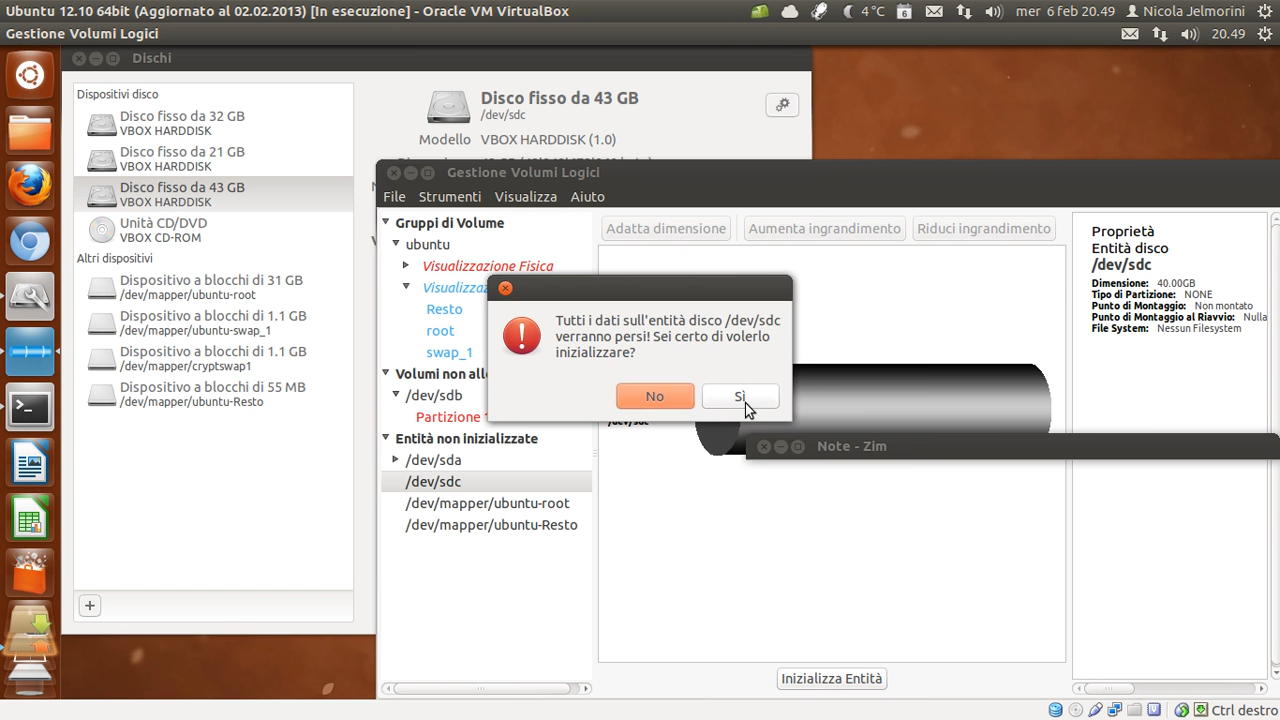 Ubuntu 12.10 64bit (Aggiornato al 02.02.2013) [In esecuzione] - Oracle VM VirtualBox
4 °C
6
mer 6 feb 20.49
Nicola Jelmorini
Gestione Volumi Logici
20.49
Dischi
Dispositivi disco
Disco fisso da 32 GB
VBOX HARDDISK
Disco fisso da 21 GB
VBOX HARDDISK
Disco fisso da 43 GB
VBOX HARDDISK
Unità CD/DVD
VBOX CD-ROM
Altri dispositivi
Dispositivo a blocchi di 31 GB
/dev/mapper/ubuntu-root
Dispositivo a blocchi di 1.1 GB
/dev/mapper/ubuntu-swap_1
Dispositivo a blocchi di 1.1 GB
/dev/mapper/cryptswap1
Dispositivo a blocchi di 55 MB
/dev/mapper/ubuntu-Resto
Disco fisso da 43 GB
/dev/sdc
Modello VBOX HARDDISK (1.0)
Gestione Volumi Logici
File Strumenti Visualizza Aiuto
Gruppi di Volume
ubuntu
Visualizzazione Fisica
Visualizzaz
Resto
root
swap_1
Volumi non all
/dev/sdb
Partizione 1
Entità non inizializzate
/dev/sda
/dev/sdc
/dev/mapper/ubuntu-root
/dev/mapper/ubuntu-Resto
Adatta dimensione
Aumenta ingrandimento
Riduci ingrandimento
Tutti i dati sull'entità disco /dev/sdc
verranno persi! Sei certo di volerlo
inizializzare?
No
Sì
/dev/sdc
Note - Zim
Inizializza Entità
Proprietà
Entità disco
/dev/sdc
Dimensione: 40.00GB
Tipo di Partizione: NONE
Punto di Montaggio: Non montato
Punto di Montaggio al Riavvio: Nulla
File System: Nessun Filesystem
Ctrl destro